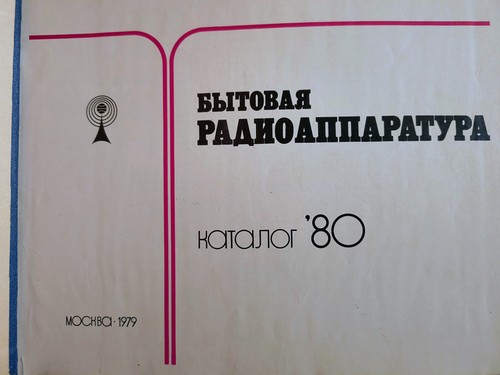 БЫТОВАЯ
РАДИОАППАРАТУРА
каталог '80
МОСКВА · 1979